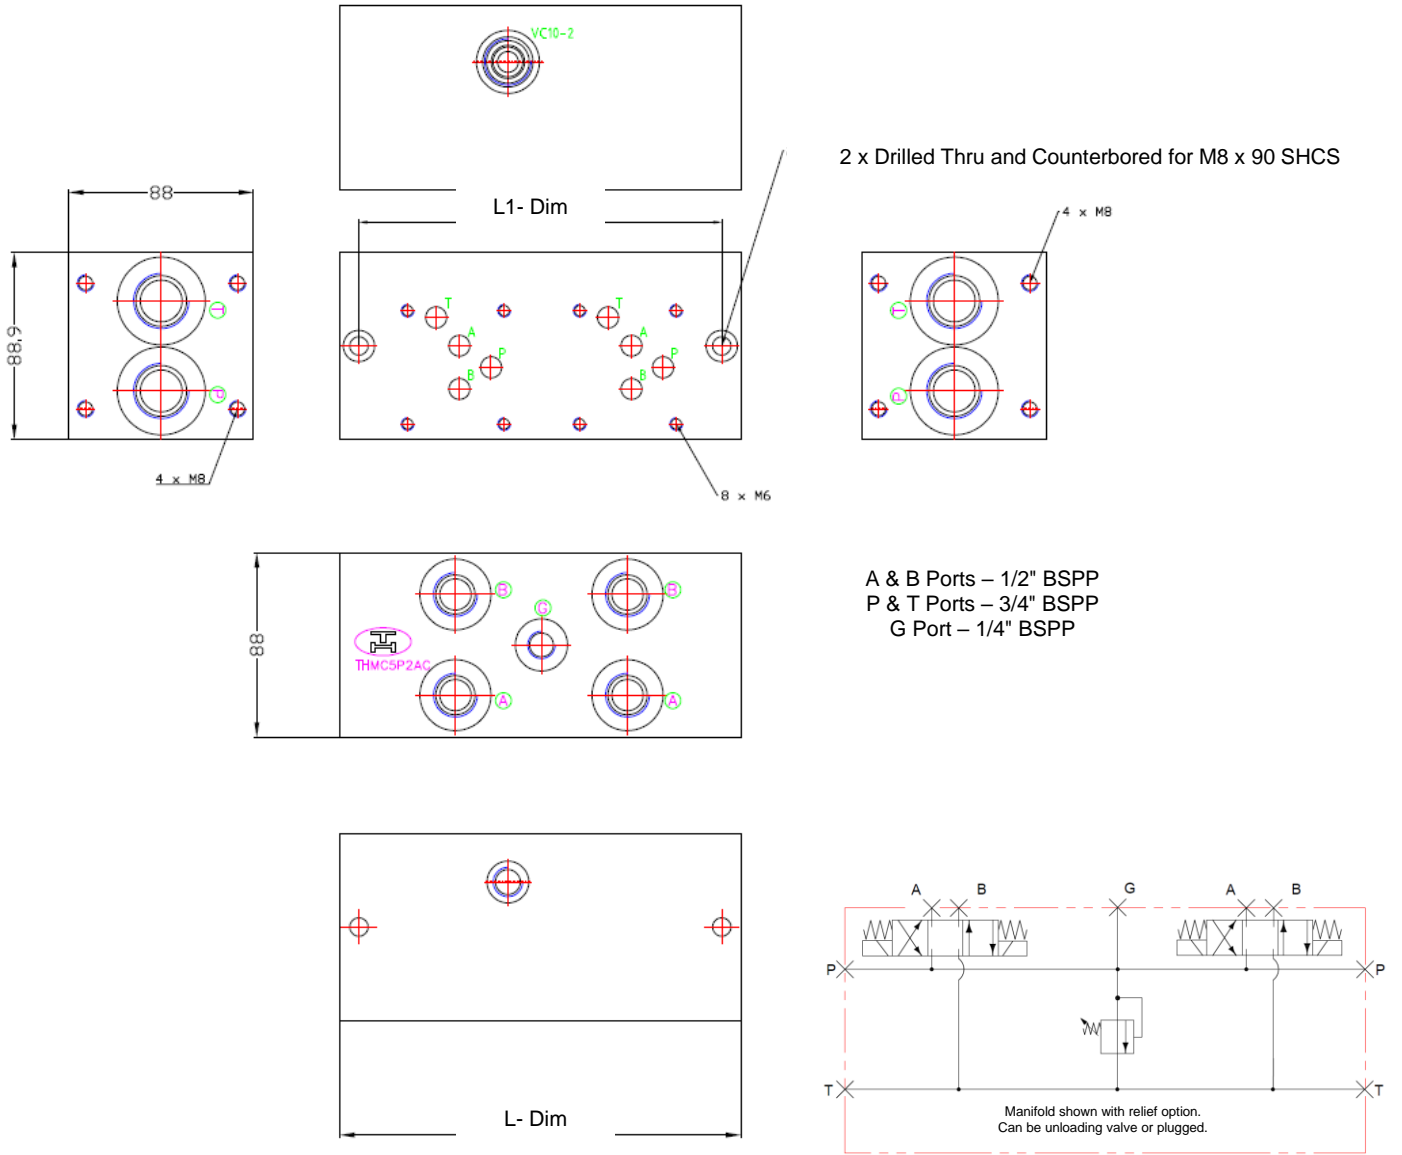 VC10-2
2 x Drilled Thru and Counterbored for M8 x 90 SHCS
88
L1- Dim
4 x M8
88,9
T
P
T
A
P
B
T
A
P
B
T
P
4 x M8
8 x M6
88
B
G
B
THMC5P2AC
A
A
A & B Ports – 1/2" BSPP
P & T Ports – 3/4" BSPP
G Port – 1/4" BSPP
L- Dim
A B G A B
P P
T T
Manifold shown with relief option.
Can be unloading valve or plugged.